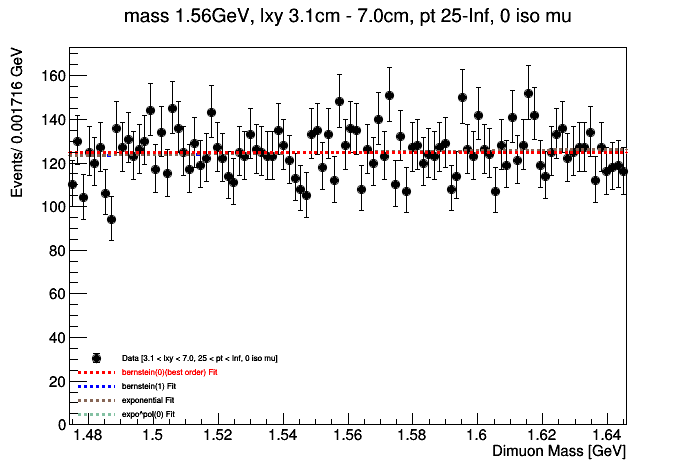 mass 1.56GeV, lxy 3.1cm - 7.0cm, pt 25-Inf, 0 iso mu
Events/ 0.001716 GeV
160
140
120
100
80
60
40
20
0
Data [3.1 < lxy < 7.0, 25 < pt < Inf, 0 iso mu]
bernstein(0)(best order) Fit
bernstein(1) Fit
exponential Fit
expo*pol(0) Fit
1.48 1.5 1.52 1.54 1.56 1.58 1.6 1.62 1.64
Dimuon Mass [GeV]